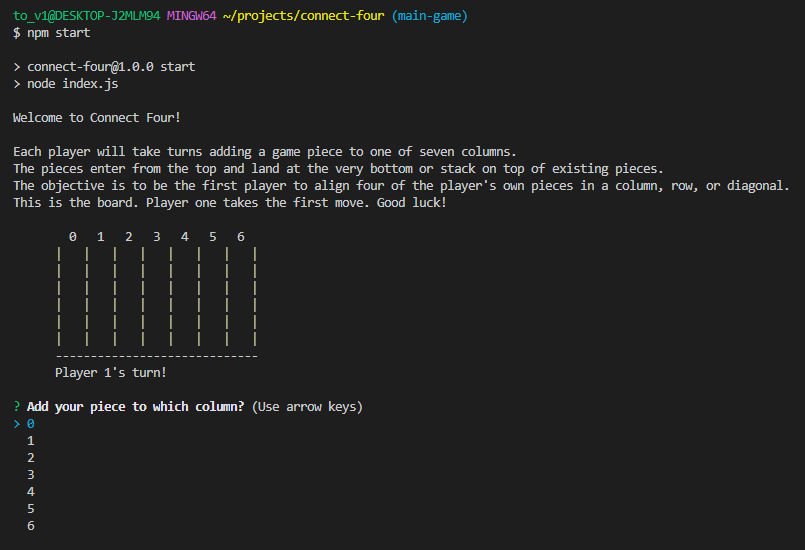 to_v1@DESKTOP-J2MLM94 MINGW64 ~/projects/connect-four (main-game)
$ npm start
> connect-four@1.0.0 start
> node index.js
Welcome to Connect Four!
Each player will take turns adding a game piece to one of seven columns.
The pieces enter from the top and land at the very bottom or stack on top of existing pieces.
The objective is to be the first player to align four of the player's own pieces in a column, row, or diagonal.
This is the board. Player one takes the first move. Good luck!
0 1 2 3 4 5 6
| | | | | | | |
| | | | | | | |
| | | | | | | |
| | | | | | | |
| | | | | | | |
| | | | | | | |
-----------------------------
Player 1's turn!
? Add your piece to which column? (Use arrow keys)
> 0
1
2
3
4
5
6